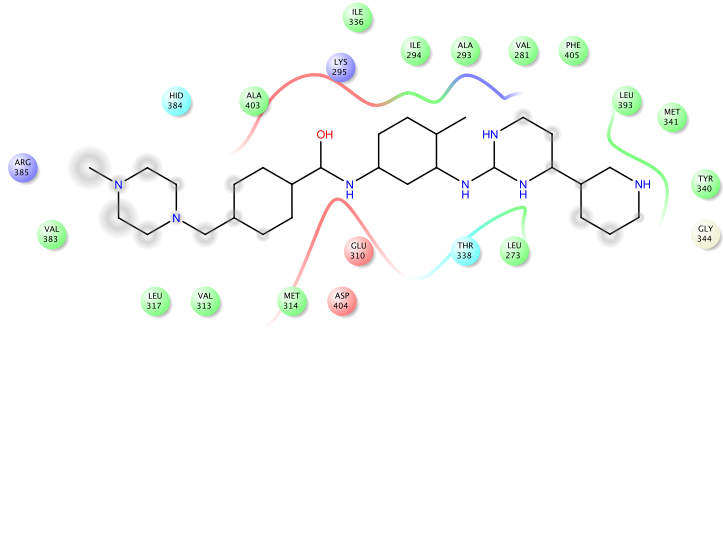 ILE
336
LYS
295
ILE
294
ALA
293
VAL
281
PHE
405
HID
384
ALA
403
LEU
393
MET
341
OH
HN
ARG
385
N
N
H
N
H
N
H
NH
TYR
340
N
VAL
383
GLU
310
THR
338
LEU
273
GLY
344
LEU
317
VAL
313
MET
314
ASP
404